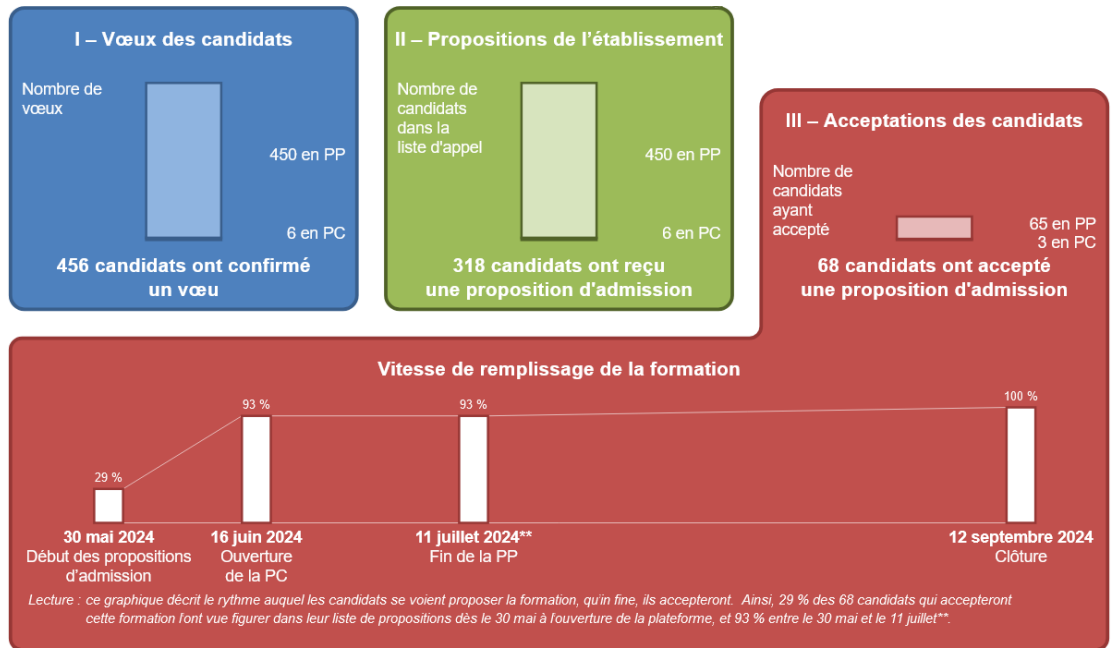 I – Vœux des candidats
Nombre de
vœux
450 en PP
6 en PC
456 candidats ont confirmé
un vœu
II – Propositions de l'établissement
Nombre de
candidats
dans la
liste d'appel
450 en PP
6 en PC
318 candidats ont reçu
une proposition d'admission
III – Acceptations des candidats
Nombre de
candidats
ayant
accepté
65 en PP
3 en PC
68 candidats ont accepté
une proposition d'admission
Vitesse de remplissage de la formation
29 %
93 %
93 %
100 %
30 mai 2024
Début des propositions
d'admission
16 juin 2024
Ouverture
de la PC
11 juillet 2024**
Fin de la PP
12 septembre 2024
Clôture
Lecture : ce graphique décrit le rythme auquel les candidats se voient proposer la formation, qu'in fine, ils accepteront. Ainsi, 29 % des 68 candidats qui accepteront
cette formation l'ont vue figurer dans leur liste de propositions dès le 30 mai à l'ouverture de la plateforme, et 93 % entre le 30 mai et le 11 juillet**.